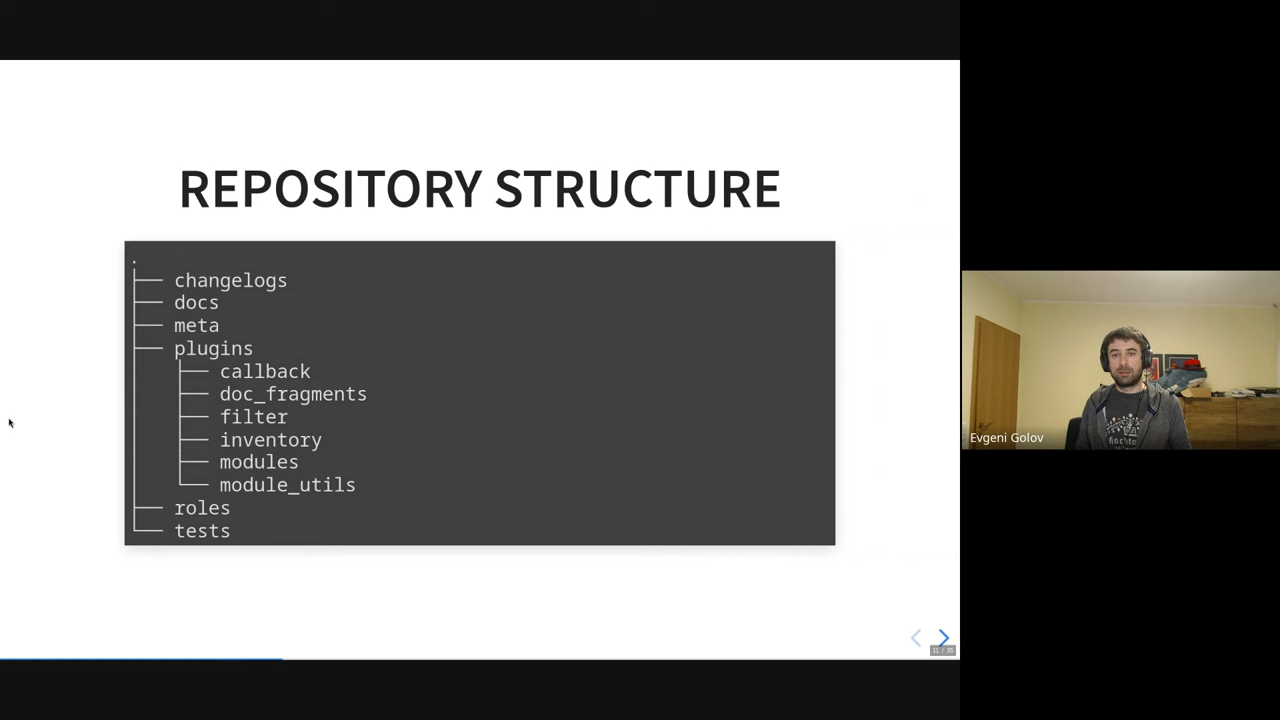 REPOSITORY STRUCTURE
.
├── changelogs
├── docs
├── meta
├── plugins
│   ├── callback
│   ├── doc_fragments
│   ├── filter
│   ├── inventory
│   ├── modules
│   └── module_utils
├── roles
└── tests
Evgeni Golov